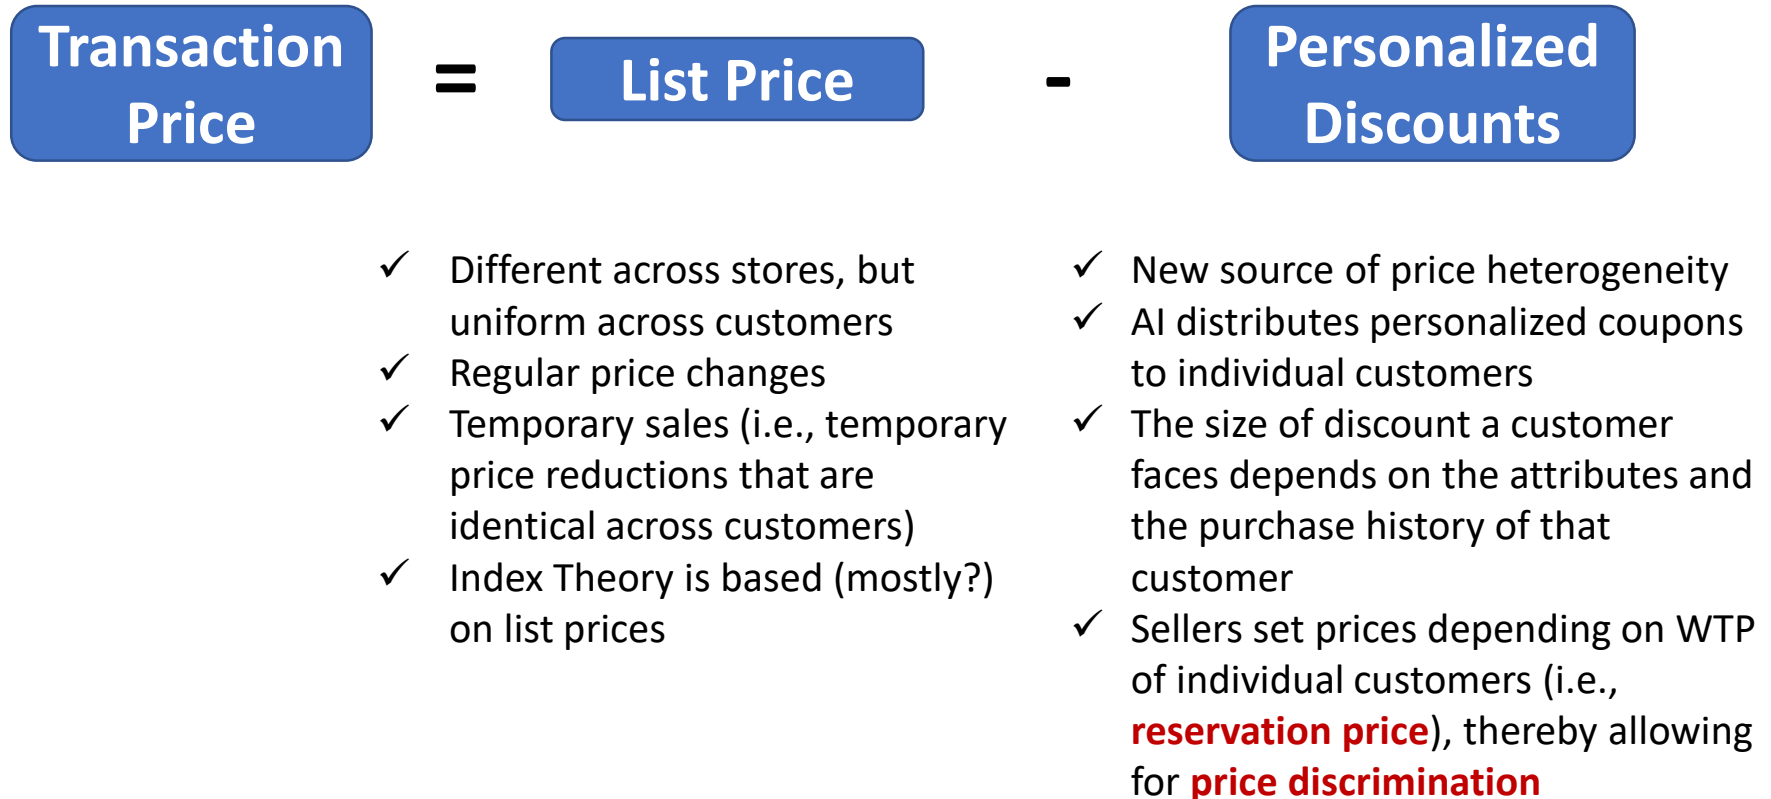 Transaction
Price
=
List Price
-
Personalized
Discounts
✓ Different across stores, but
uniform across customers
✓ Regular price changes
✓ Temporary sales (i.e., temporary
price reductions that are
identical across customers)
✓ Index Theory is based (mostly?)
on list prices
✓ New source of price heterogeneity
✓ AI distributes personalized coupons
to individual customers
✓ The size of discount a customer
faces depends on the attributes and
the purchase history of that
customer
✓ Sellers set prices depending on WTP
of individual customers (i.e.,
reservation price), thereby allowing
for price discrimination